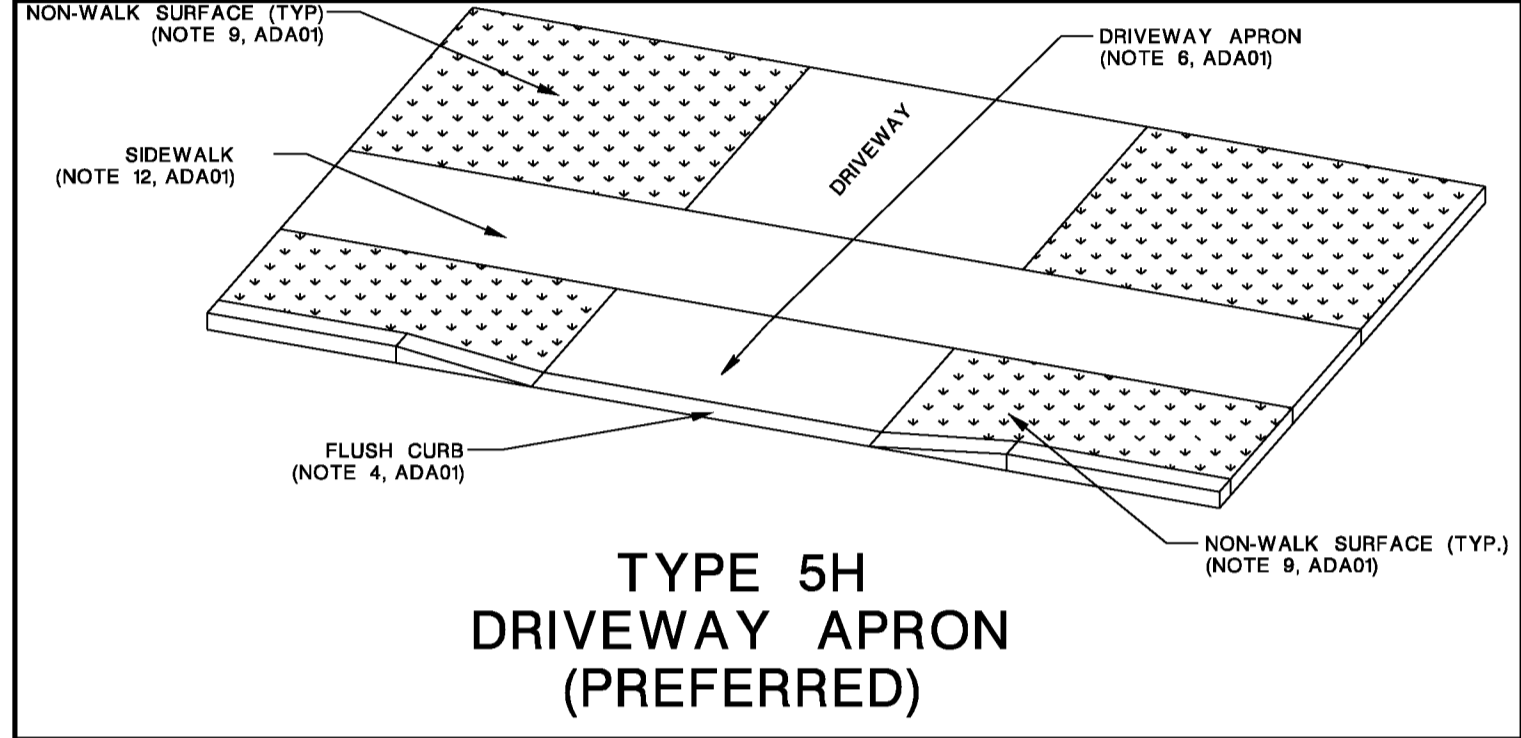 NON-WALK SURFACE (TYP)
(NOTE 9, ADA01)
DRIVEWAY APRON
(NOTE 6, ADA01)
DRIVEWAY
SIDEWALK
(NOTE 12, ADA01)
FLUSH CURB
(NOTE 4, ADA01)
NON-WALK SURFACE (TYP.)
(NOTE 9, ADA01)
TYPE 5H
DRIVEWAY APRON
(PREFERRED)